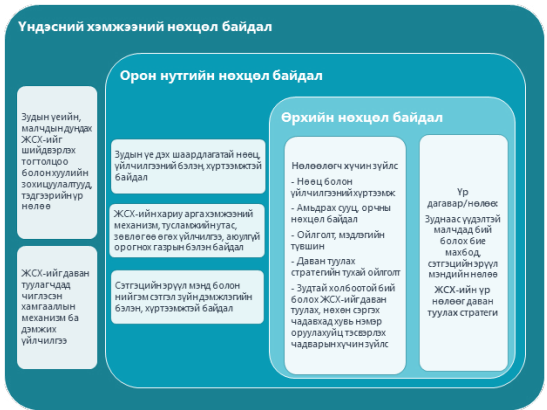 Үндэсний хэмжээний нөхцөл байдал
Зудын үеийн,
малчдын дундах
ЖСХ-ийг
шийдвэрлэх
тогтолцоо
болон хуулийн
зохицуулалтууд,
тэдгээрийн үр
нөлөө
ЖСХ-ийг даван
туулагчдад
чиглэсэн
хамгааллын
механизм ба
дэмжих
үйлчилгээ
Орон нутгийн нөхцөл байдал
Зудын үе дэх шаардлагатай нөөц,
үйлчилгээний бэлэн, хүртээмжтэй
байдал
ЖСХ-ийн хариу арга хэмжээний
механизм, тусламжийн утас,
зөвлөгөө өгөх үйлчилгээ, аюулгүй
орогнох газрын бэлэн байдал
Сэтгэцийн эрүүл мэнд болон
нийгэм сэтгэл зүйн дэмжлэгийн
бэлэн, хүртээмжтэй байдал
Өрхийн нөхцөл байдал
Нөлөөлөгч хүчин зүйлс
- Нөөц болон
үйлчилгээний хүртээмж
- Амьдрах сууц, орчны
нөхцөл байдал
- Ойлголт, мэдлэгийн
түвшин
- Даван туулах
стратегийн тухай ойлголт
- Зудтай холбоотой бий
болох ЖСХ-ийг даван
туулах, нөхөн сэргэх
чадавхад хувь нэмэр
оруулахуйц тэсвэрлэх
чадварын хүчин зүйлс
Үр
дагавар/нөлөөх
Зуднаас үүдэлтэй
малчдад бий
болох бие
махбод,
сэтгэцийн эрүүл
мэндийн нөлөө
ЖСХ-ийн үр
нөлөөг даван
туулах стратеги